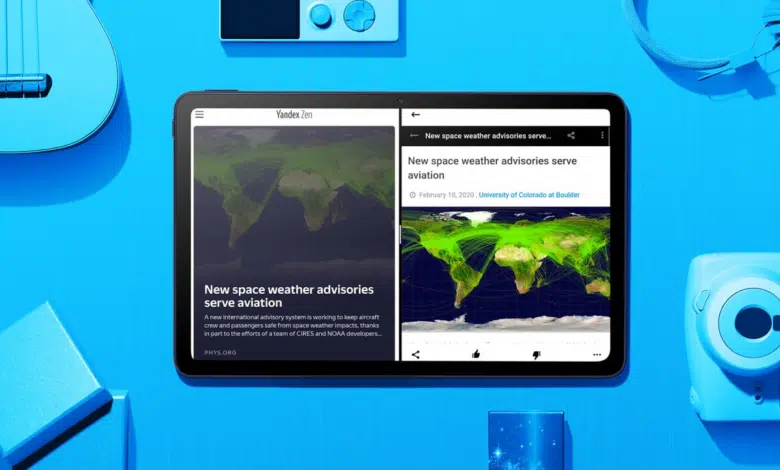 Yandex Zen
New space weather advisories
serve aviation
A new international advisory system is working to keep aircraft
crew and passengers safe from space weather impacts, thanks
in part to the efforts of a team of CIRES and NOAA developers...
PHYS.ORG
New space weather advisories serve...
New space weather advisories serve
aviation
February 18, 2020 , University of Colorado at Boulder